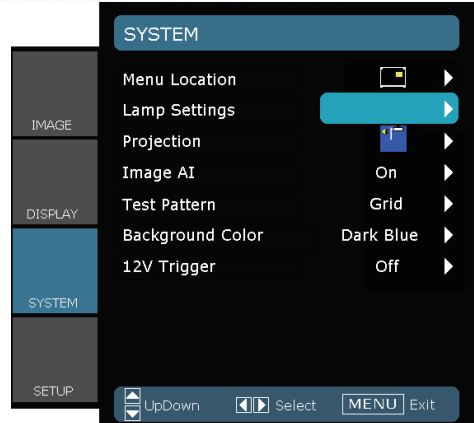 SYSTEM
IMAGE
DISPLAY
SYSTEM
SETUP
Menu Location
Lamp Settings
Projection
Image AI On
Test Pattern Grid
Background Color Dark Blue
12V Trigger Off
UpDown Select MENU Exit